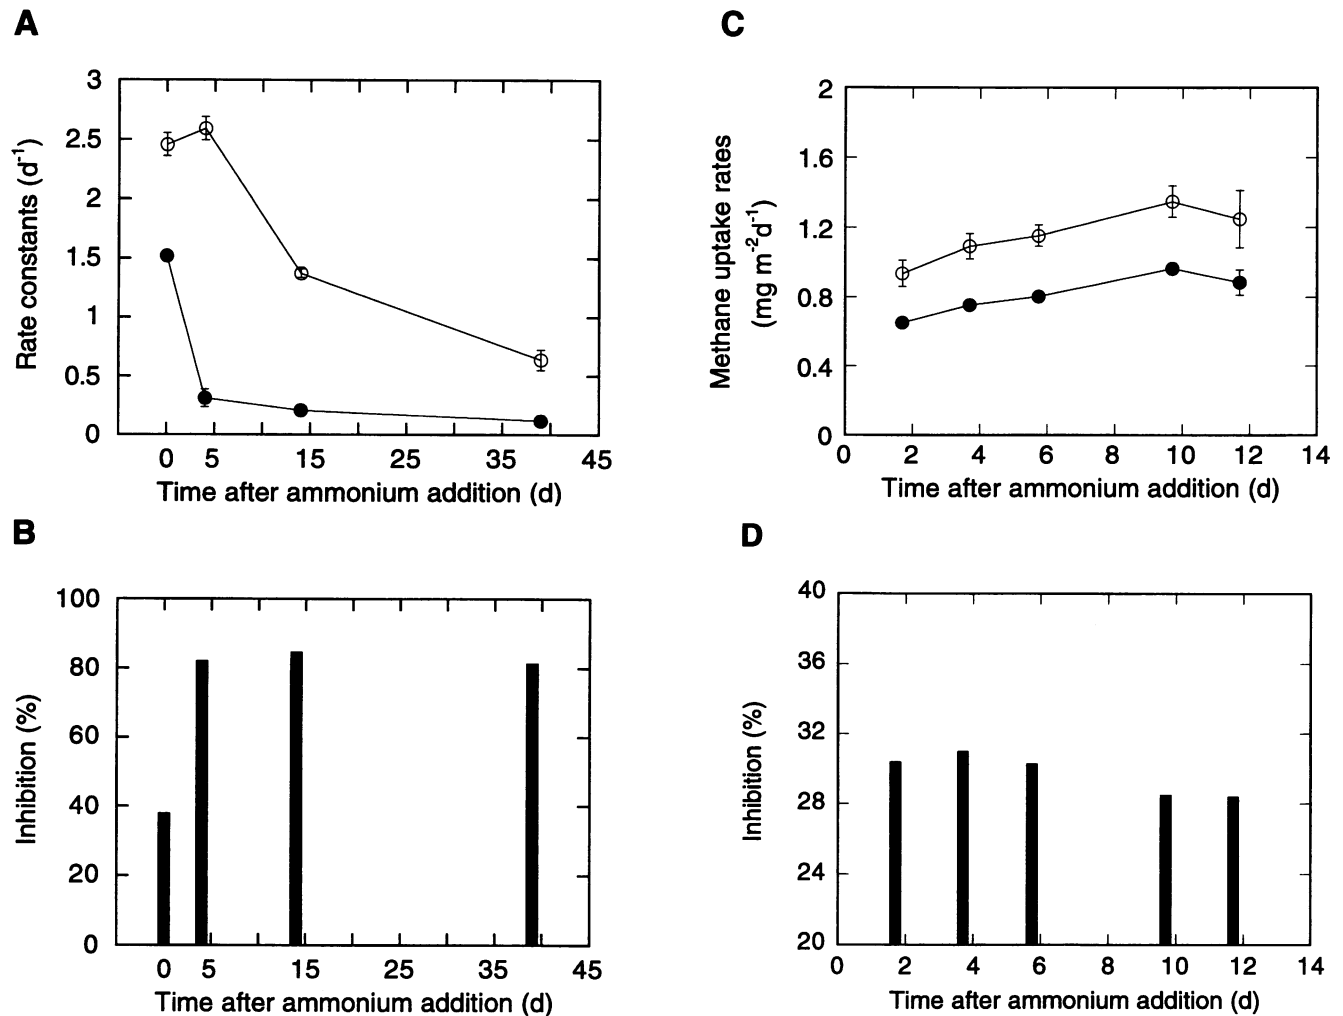 A
3
2.5
2
1.5
1
0.5
0
Rate constants (d⁻¹)
0 5 15 25 35 45
Time after ammonium addition (d)
C
2
1.6
1.2
0.8
0.4
0
Methane uptake rates
(mg m⁻²d⁻¹)
0 2 4 6 8 10 12 14
Time after ammonium addition (d)
B
100
80
60
40
20
0
Inhibition (%)
0 5 15 25 35 45
Time after ammonium addition (d)
D
40
36
32
28
24
20
Inhibition (%)
0 2 4 6 8 10 12 14
Time after ammonium addition (d)